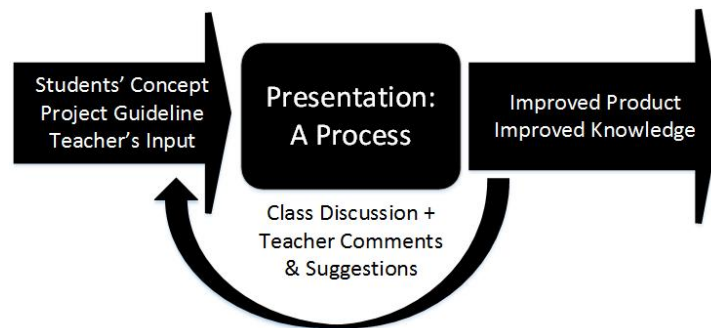 Students’ Concept
Project Guideline
Teacher’s Input
Presentation:
A Process
Improved Product
Improved Knowledge
Class Discussion +
Teacher Comments
& Suggestions